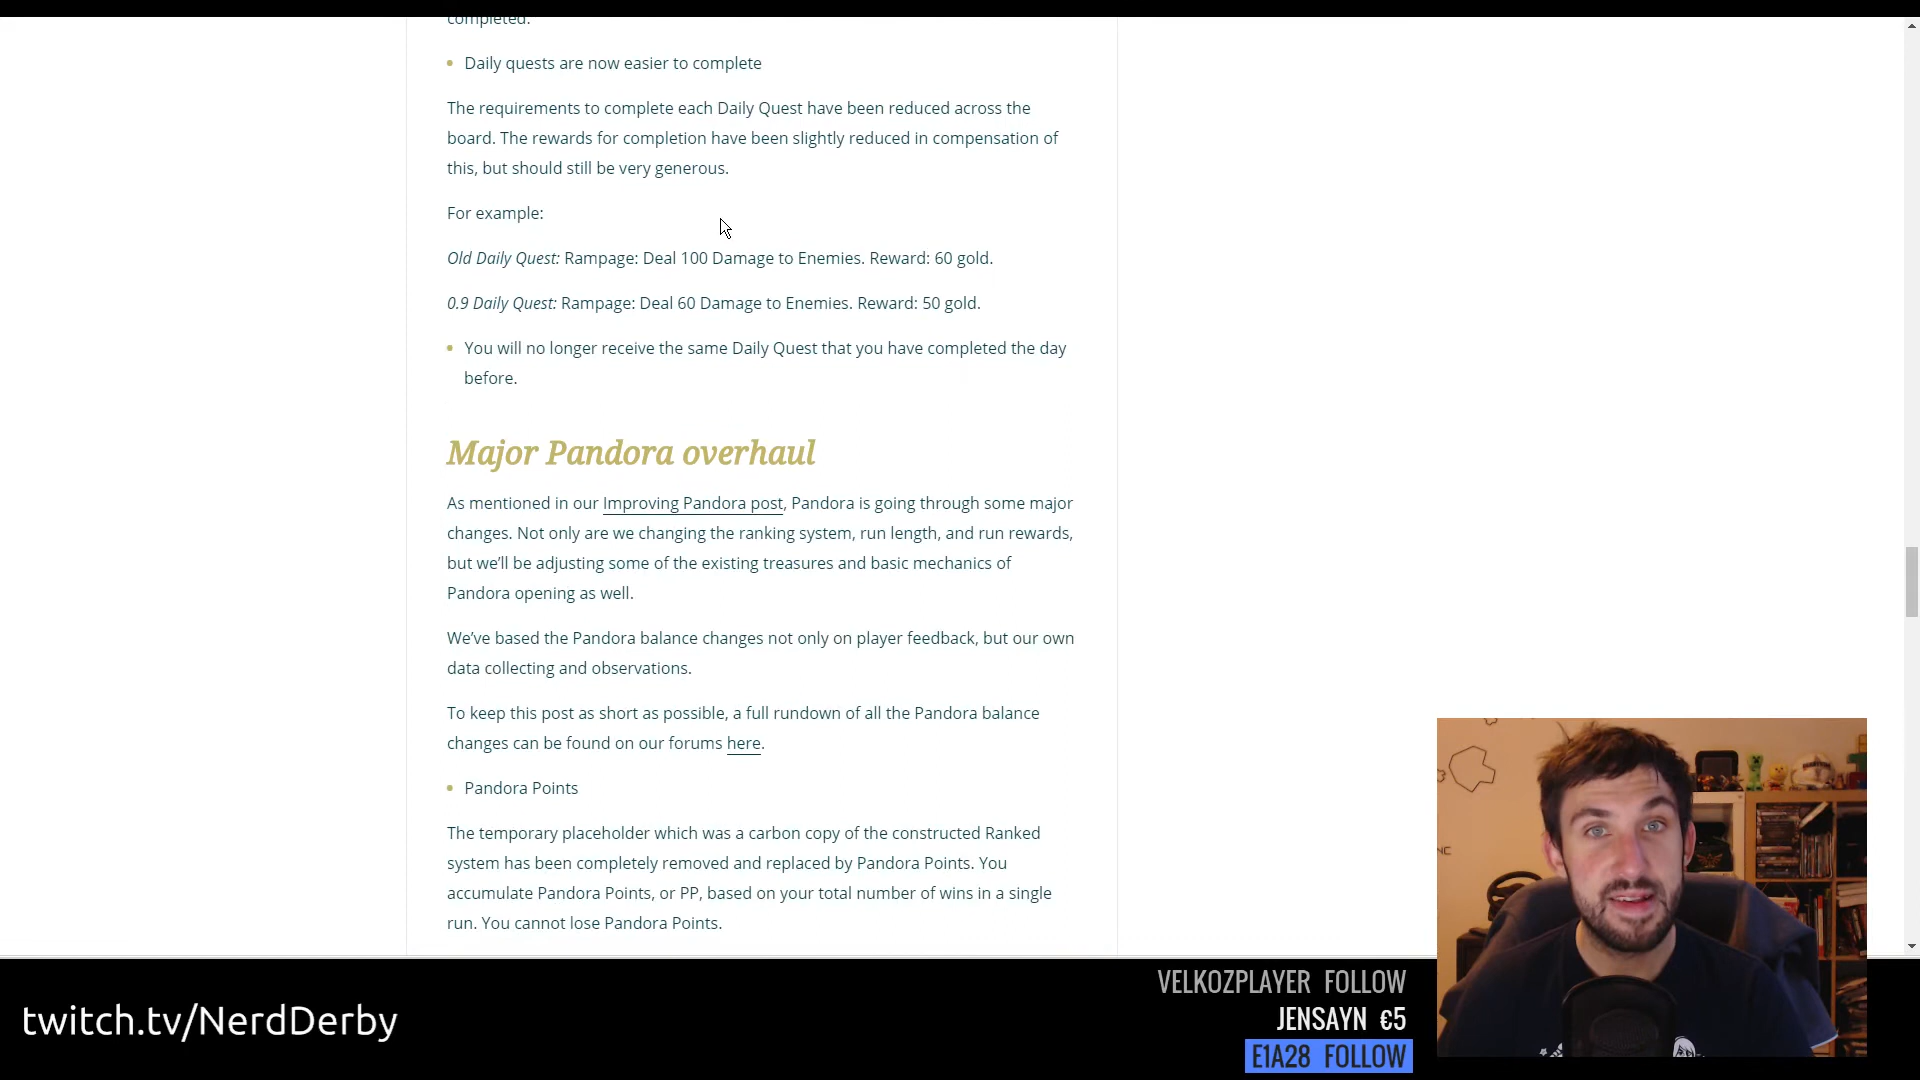 completed.
Daily quests are now easier to complete
The requirements to complete each Daily Quest have been reduced across the
board. The rewards for completion have been slightly reduced in compensation of
this, but should still be very generous.
For example:
Old Daily Quest: Rampage: Deal 100 Damage to Enemies. Reward: 60 gold.
0.9 Daily Quest: Rampage: Deal 60 Damage to Enemies. Reward: 50 gold.
You will no longer receive the same Daily Quest that you have completed the day
before.
Major Pandora overhaul
As mentioned in our Improving Pandora post, Pandora is going through some major
changes. Not only are we changing the ranking system, run length, and run rewards,
but we’ll be adjusting some of the existing treasures and basic mechanics of
Pandora opening as well.
We’ve based the Pandora balance changes not only on player feedback, but our own
data collecting and observations.
To keep this post as short as possible, a full rundown of all the Pandora balance
changes can be found on our forums here.
Pandora Points
The temporary placeholder which was a carbon copy of the constructed Ranked
system has been completely removed and replaced by Pandora Points. You
accumulate Pandora Points, or PP, based on your total number of wins in a single
run. You cannot lose Pandora Points.
twitch.tv/NerdDerby
VELKOZPLAYER FOLLOW
JENSAYN €5
E1A28 FOLLOW